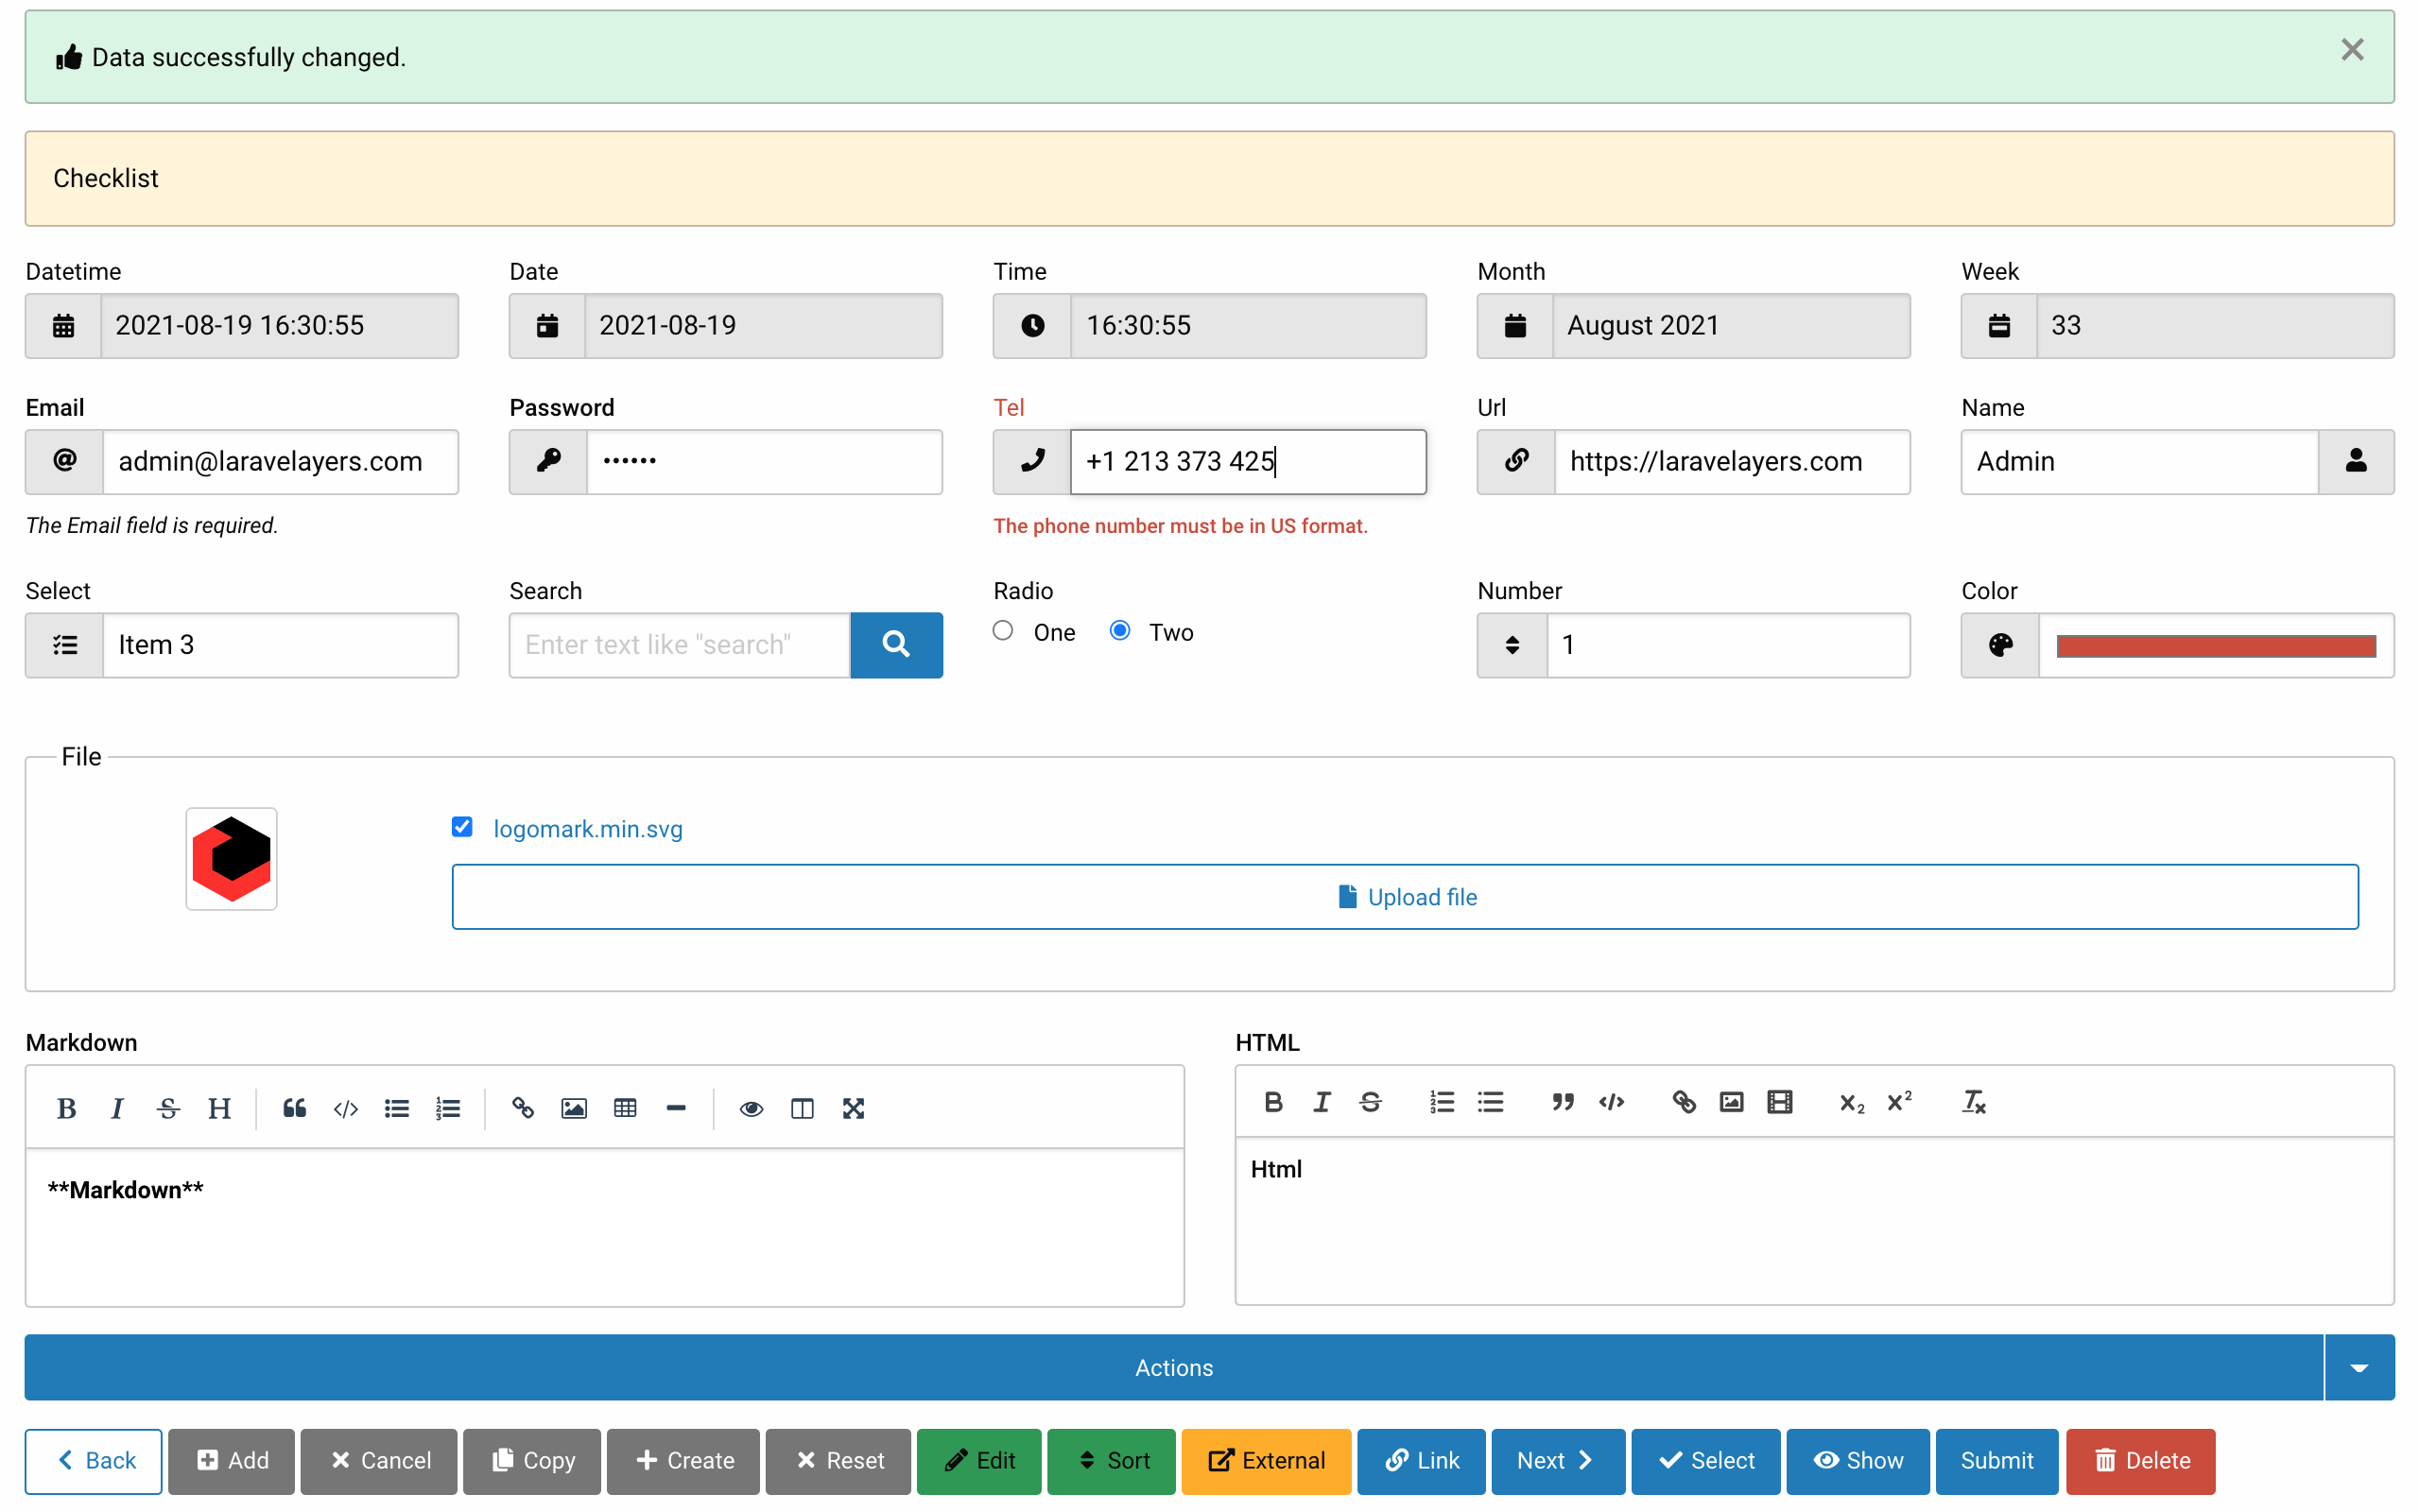 Data successfully changed.
Checklist
Datetime Date Time Month Week
2021-08-19 16:30:55 2021-08-19 16:30:55 August 2021 33
Email Password Tel Url Name
admin@laravelayers.com •••••• +1 213 373 425 https://laravelayers.com Admin
The Email field is required. The phone number must be in US format.
Select Search Radio Number Color
Item 3 Enter text like "search" One Two 1
File
logomark.min.svg
Upload file
Markdown HTML
**Markdown** Html
Actions
Back Add Cancel Copy Create Reset Edit Sort External Link Next Select Show Submit Delete